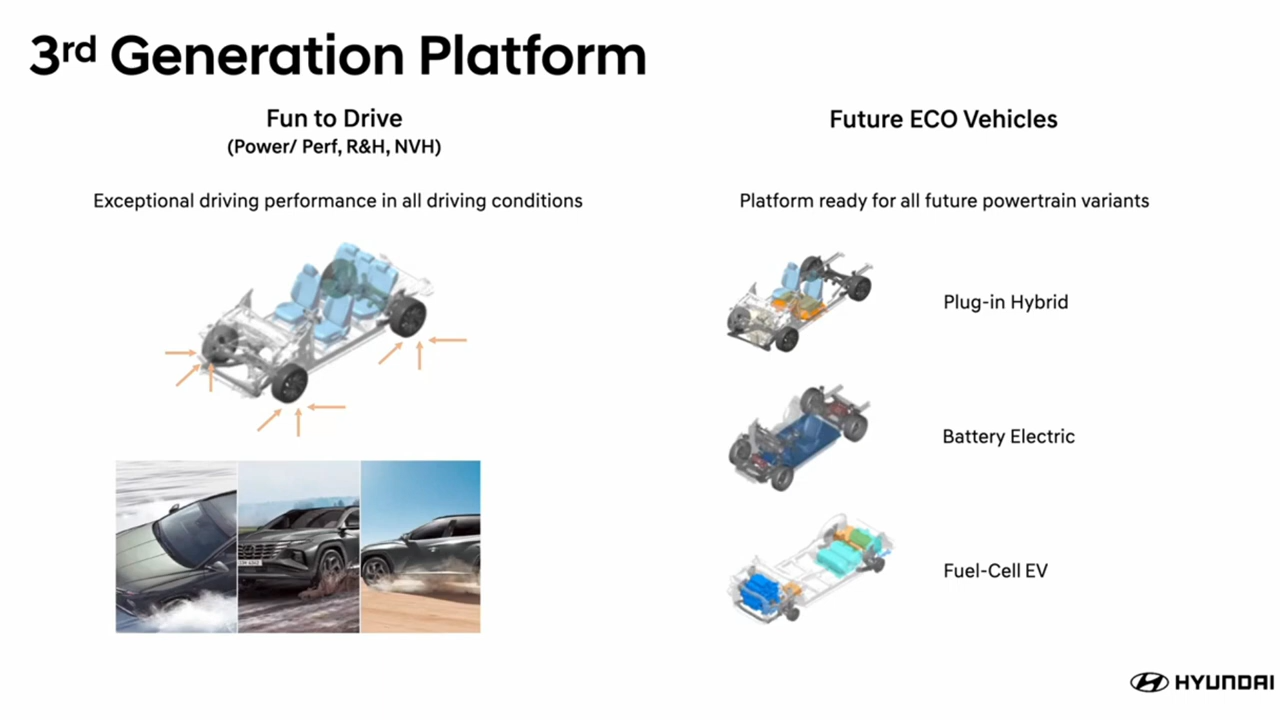 3rd Generation Platform
Fun to Drive
(Power/ Perf, R&H, NVH)
Exceptional driving performance in all driving conditions
Future ECO Vehicles
Platform ready for all future powertrain variants
Plug-in Hybrid
Battery Electric
Fuel-Cell EV
HYUNDAI